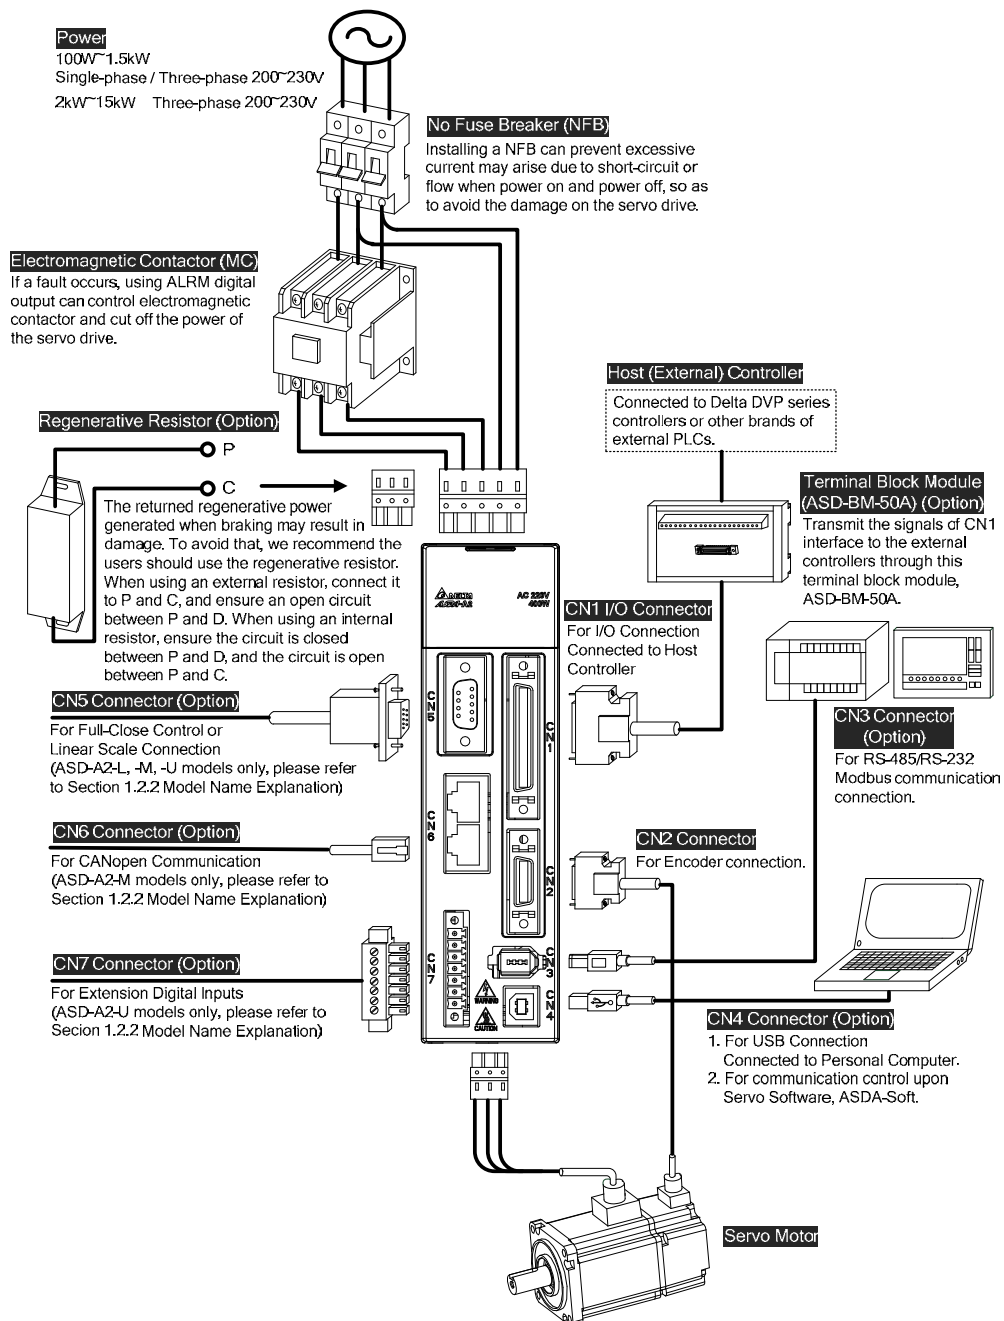 Power
100W~1.5kW
Single-phase / Three-phase 200~230V
2kW~15kW Three-phase 200~230V
No Fuse Breaker (NFB)
Installing a NFB can prevent excessive
current may arise due to short-circuit or
flow when power on and power off, so as
to avoid the damage on the servo drive.
Electromagnetic Contactor (MC)
If a fault occurs, using ALRM digital
output can control electromagnetic
contactor and cut off the power of
the servo drive.
Host (External) Controller
Connected to Delta DVP series
controllers or other brands of
external PLCs.
Regenerative Resistor (Option)
P
C
The returned regenerative power
generated when braking may result in
damage. To avoid that, we recommend the
users should use the regenerative resistor.
When using an external resistor, connect it
to P and C, and ensure an open circuit
between P and D. When using an internal
resistor, ensure the circuit is closed
between P and D, and the circuit is open
between P and C.
Terminal Block Module
(ASD-BM-50A) (Option)
Transmit the signals of CN1
interface to the external
controllers through this
terminal block module,
ASD-BM-50A.
AC 220V
400W
CN1 I/O Connector
For I/O Connection
Connected to Host
Controller
CN5 Connector (Option)
For Full-Close Control or
Linear Scale Connection
(ASD-A2-L, -M, -U models only, please refer
to Section 1.2.2 Model Name Explanation)
CN5
CN1
CN3 Connector
(Option)
For RS-485/RS-232
Modbus communication
connection.
CN6 Connector (Option)
For CANopen Communication
(ASD-A2-M models only, please refer to
Section 1.2.2 Model Name Explanation)
CN6
CN2
CN2 Connector
For Encoder connection.
CN7 Connector (Option)
For Extension Digital Inputs
(ASD-A2-U models only, please refer to
Secion 1.2.2 Model Name Explanation)
CN7
CN3
CN4
WARNING
CAUTION
CN4 Connector (Option)
1. For USB Connection
Connected to Personal Computer.
2. For communication control upon
Servo Software, ASDA-Soft.
Servo Motor